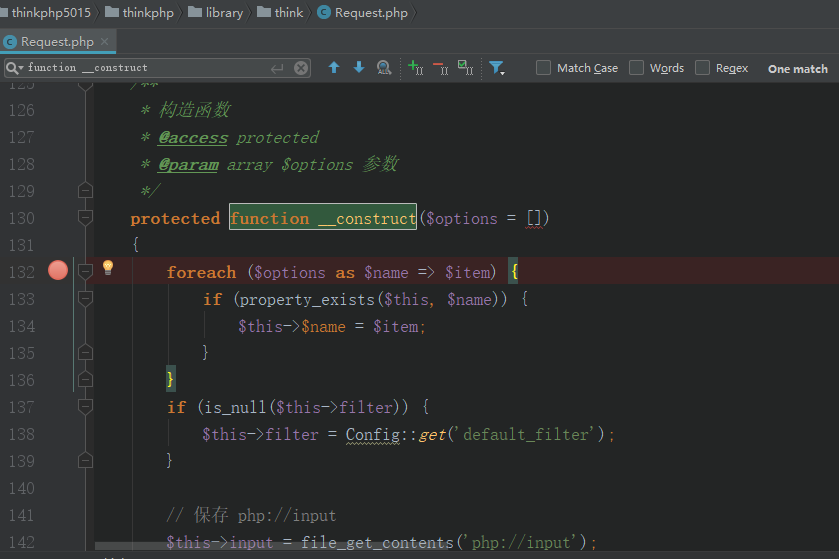 thinkphp5015 thinkphp library think Request.php
Request.php
function __construct Match Case Words Regex One match
125 /**
126 * 构造函数
127 * @access protected
128 * @param array $options 参数
129 */
130 protected function __construct($options = [])
131 {
132 foreach ($options as $name => $item) {
133 if (property_exists($this, $name)) {
134 $this->$name = $item;
135 }
136 }
137 if (is_null($this->filter)) {
138 $this->filter = Config::get('default_filter');
139 }
140
141 // 保存 php://input
142 $this->input = file_get_contents('php://input');